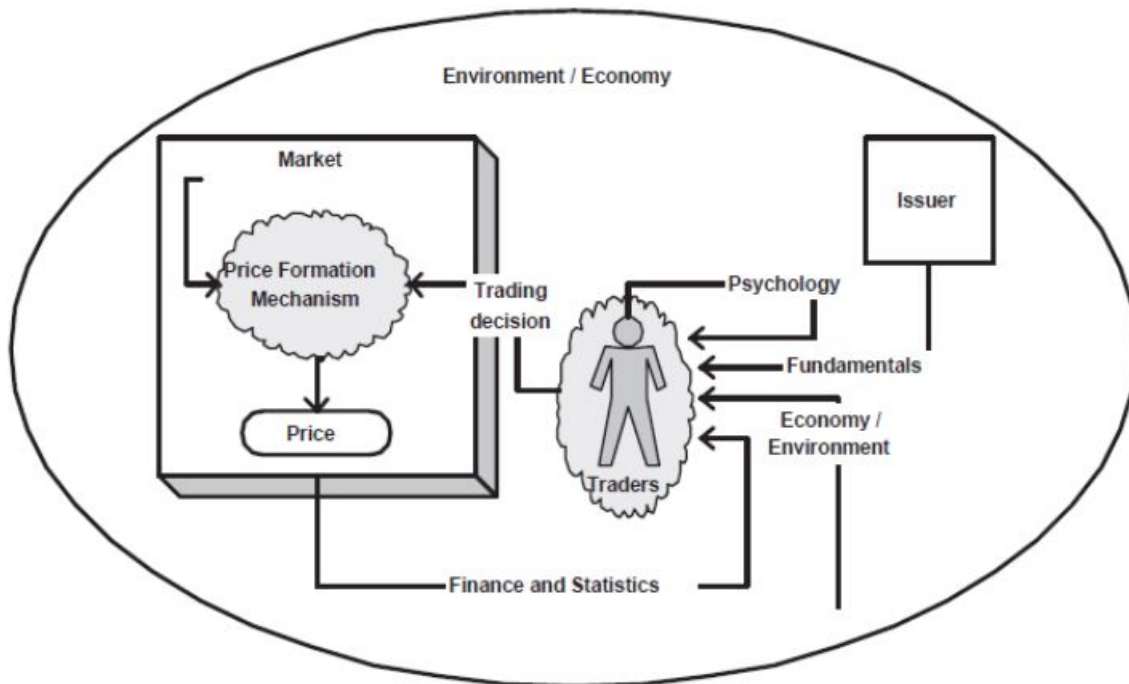 Environment / Economy
Market
Issuer
Price Formation
Mechanism
Trading
decision
Psychology
Fundamentals
Economy /
Environment
Price
Traders
Finance and Statistics